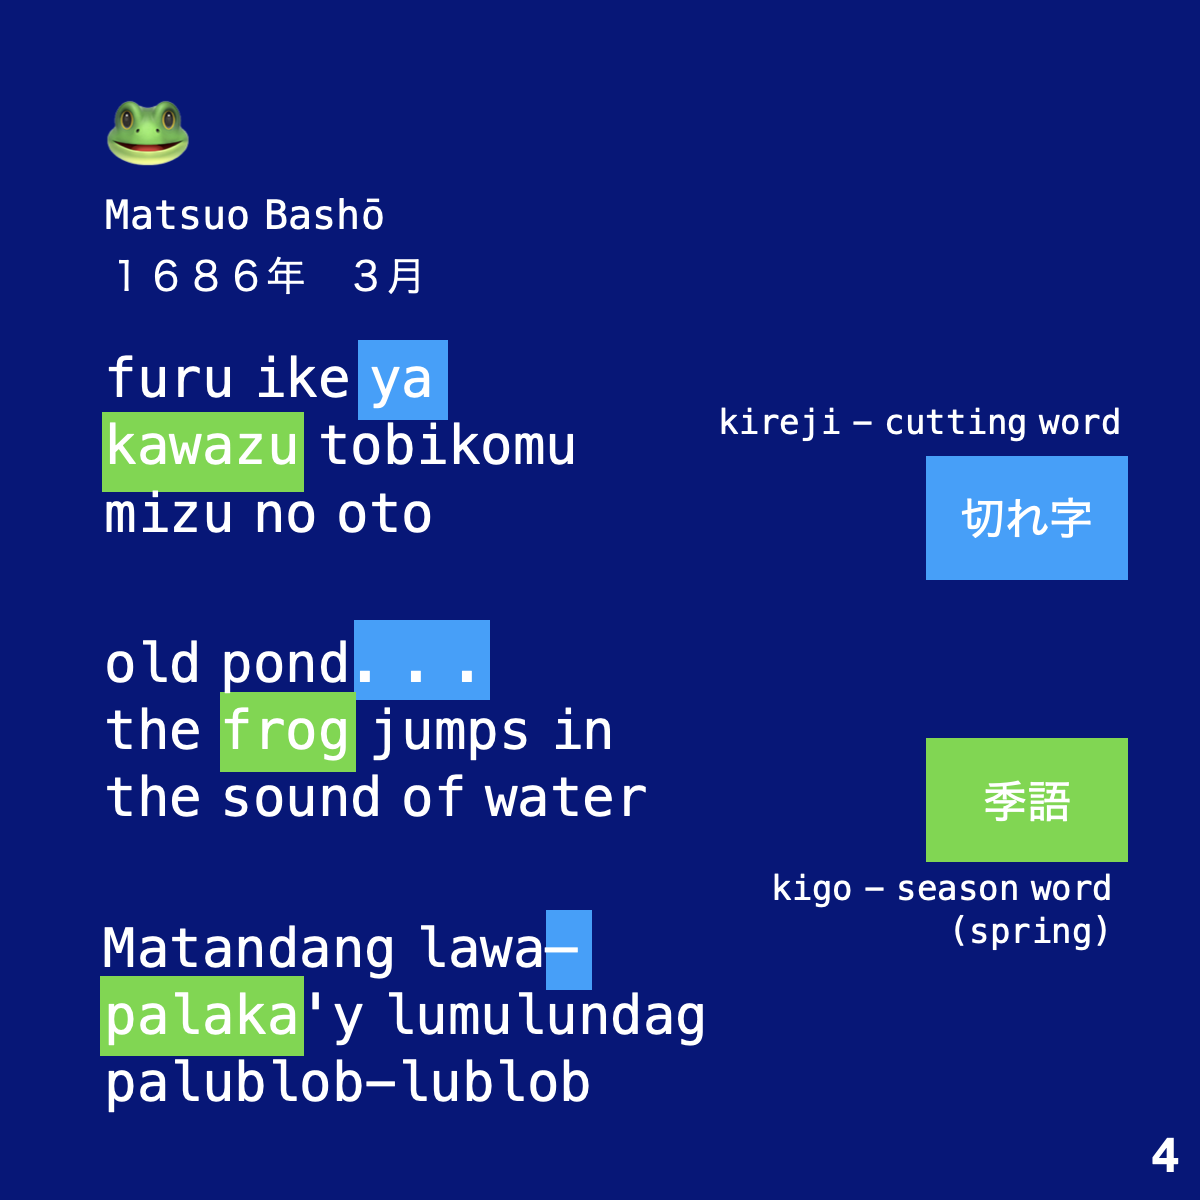 Matsuo Bashō
１６８６年　３月
furu ike ya
kawazu tobikomu
mizu no oto
kireji – cutting word
切れ字
old pond...
the frog jumps in
the sound of water
季語
kigo – season word
(spring)
Matandang lawa–
palaka'y lumulundag
palublob–lublob
4